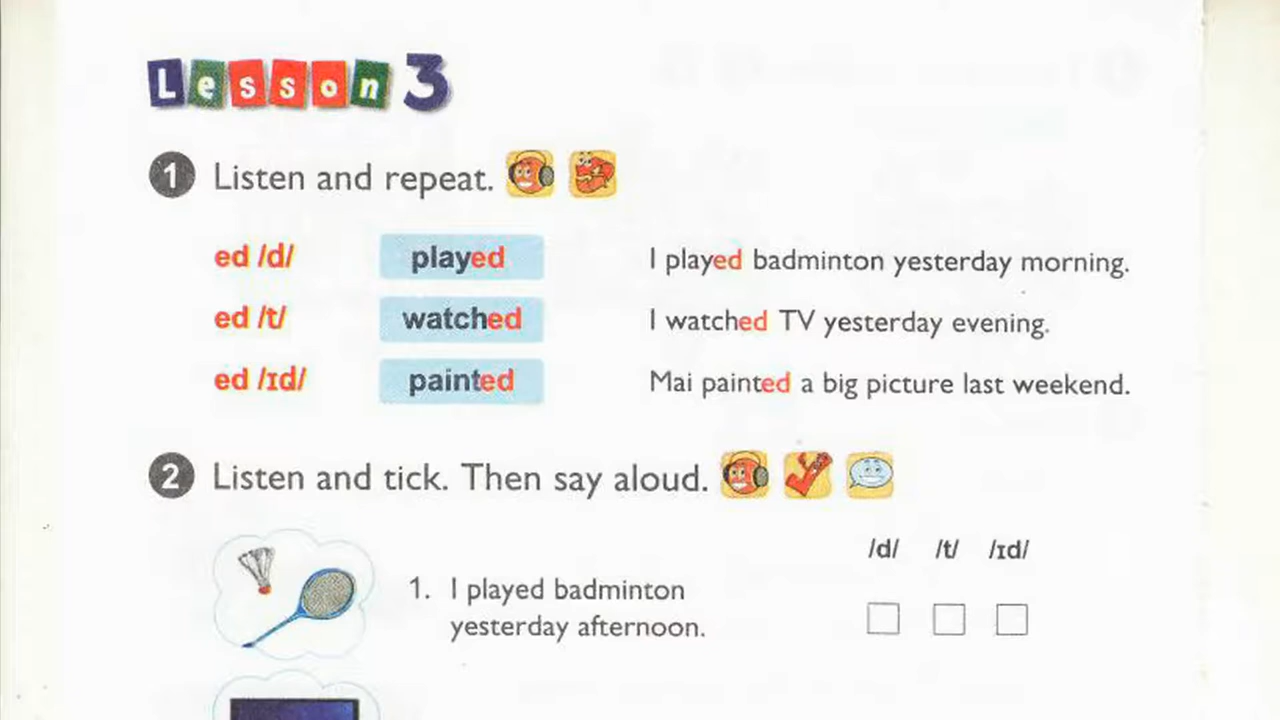 Lesson 3
1 Listen and repeat.
ed /d/ played I played badminton yesterday morning.
ed /t/ watched I watched TV yesterday evening.
ed /ɪd/ painted Mai painted a big picture last weekend.
2 Listen and tick. Then say aloud.
/d/ /t/ /ɪd/
1. I played badminton
yesterday afternoon.